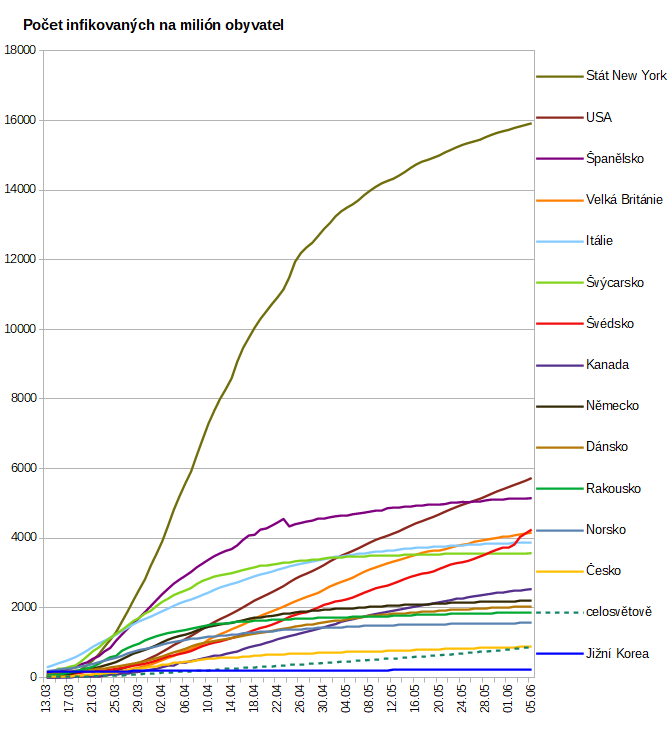 Počet infikovaných na milión obyvatel
18000
16000
14000
12000
10000
8000
6000
4000
2000
0
13.03
17.03
21.03
25.03
29.03
02.04
06.04
10.04
14.04
18.04
22.04
26.04
30.04
04.05
08.05
12.05
16.05
20.05
24.05
28.05
01.06
05.06
Stát New York
USA
Španělsko
Velká Británie
Itálie
Švýcarsko
Švédsko
Kanada
Německo
Dánsko
Rakousko
Norsko
Česko
celosvětově
Jižní Korea